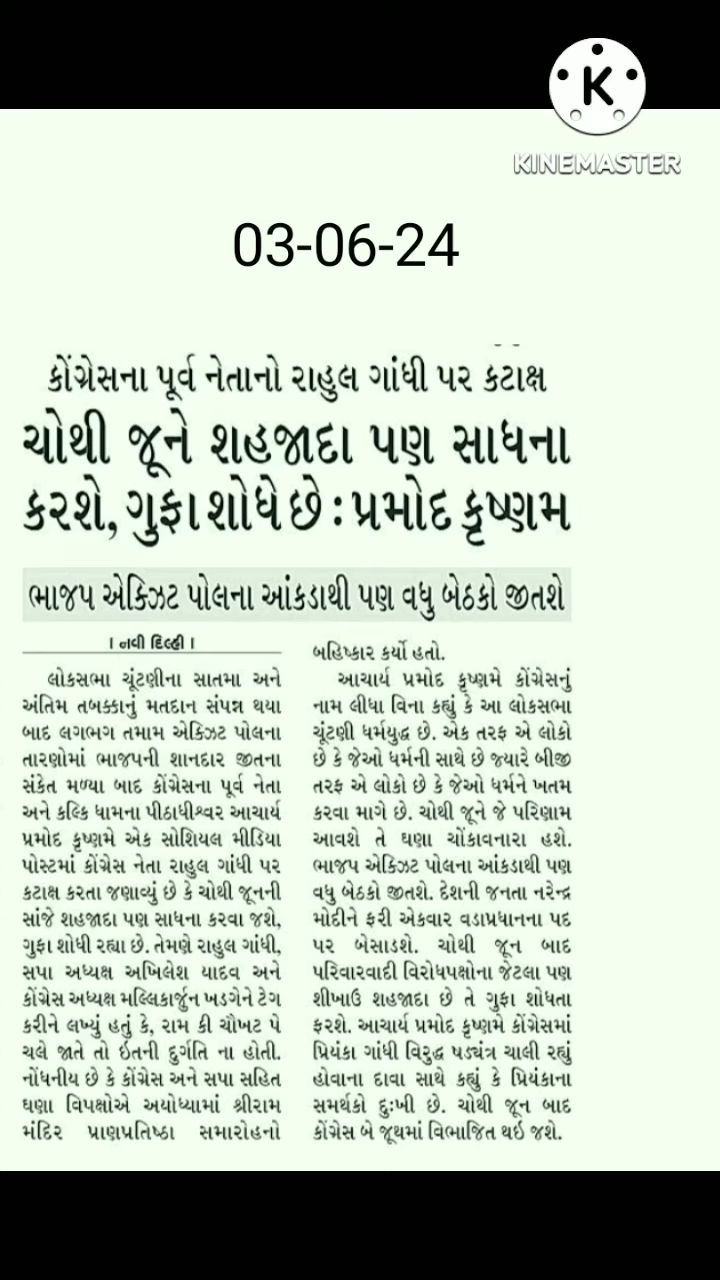 K
KINEMASTER
03-06-24
કોંગ્રેસના પૂર્વ નેતાનો રાહુલ ગાંધી પર કટાક્ષ
ચોથી જૂને શહજાદા પણ સાધના
કરશે, ગુફા શોધે છે : પ્રમોદ કૃષ્ણમ
ભાજપ એક્ઝિટ પોલના આંકડાથી પણ વધુ બેઠકો જીતશે
। નવી દિલ્હી ।
લોકસભા ચૂંટણીના સાતમા અને
અંતિમ તબક્કાનું મતદાન સંપન્ન થયા
બાદ લગભગ તમામ એક્ઝિટ પોલના
તારણોમાં ભાજપની શાનદાર જીતના
સંકેત મળ્યા બાદ કોંગ્રેસના પૂર્વ નેતા
અને કલ્કિ ધામના પીઠાધીશ્વર આચાર્ય
પ્રમોદ કૃષ્ણમે એક સોશિયલ મીડિયા
પોસ્ટમાં કોંગ્રેસ નેતા રાહુલ ગાંધી પર
કટાક્ષ કરતા જણાવ્યું છે કે ચોથી જૂનની
સાંજે શહજાદા પણ સાધના કરવા જશે,
ગુફા શોધી રહ્યા છે. તેમણે રાહુલ ગાંધી,
સપા અધ્યક્ષ અખિલેશ યાદવ અને
કોંગ્રેસ અધ્યક્ષ મલ્લિકાર્જુન ખડગેને ટેગ
કરીને લખ્યું હતું કે, રામ કી ચૌખટ પે
ચલે જાતે તો ઇતની દુર્ગતિ ના હોતી.
નોંધનીય છે કે કોંગ્રેસ અને સપા સહિત
ઘણા વિપક્ષોએ અયોધ્યામાં શ્રીરામ
મંદિર પ્રાણપ્રતિષ્ઠા સમારોહનો
બહિષ્કાર કર્યો હતો.
આચાર્ય પ્રમોદ કૃષ્ણમે કોંગ્રેસનું
નામ લીધા વિના કહ્યું કે આ લોકસભા
ચૂંટણી ધર્મયુદ્ધ છે. એક તરફ એ લોકો
છે કે જેઓ ધર્મની સાથે છે જ્યારે બીજી
તરફ એ લોકો છે કે જેઓ ધર્મને ખતમ
કરવા માગે છે. ચોથી જૂને જે પરિણામ
આવશે તે ઘણા ચોંકાવનારા હશે.
ભાજપ એક્ઝિટ પોલના આંકડાથી પણ
વધુ બેઠકો જીતશે. દેશની જનતા નરેન્દ્ર
મોદીને ફરી એકવાર વડાપ્રધાનના પદ
પર બેસાડશે. ચોથી જૂન બાદ
પરિવારવાદી વિરોધપક્ષોના જેટલા પણ
શીખાઉ શહજાદા છે તે ગુફા શોધતા
ફરશે. આચાર્ય પ્રમોદ કૃષ્ણમે કોંગ્રેસમાં
પ્રિયંકા ગાંધી વિરુદ્ધ ષડ્યંત્ર ચાલી રહ્યું
હોવાના દાવા સાથે કહ્યું કે પ્રિયંકાના
સમર્થકો દુઃખી છે. ચોથી જૂન બાદ
કોંગ્રેસ બે જૂથમાં વિભાજિત થઇ જશે.